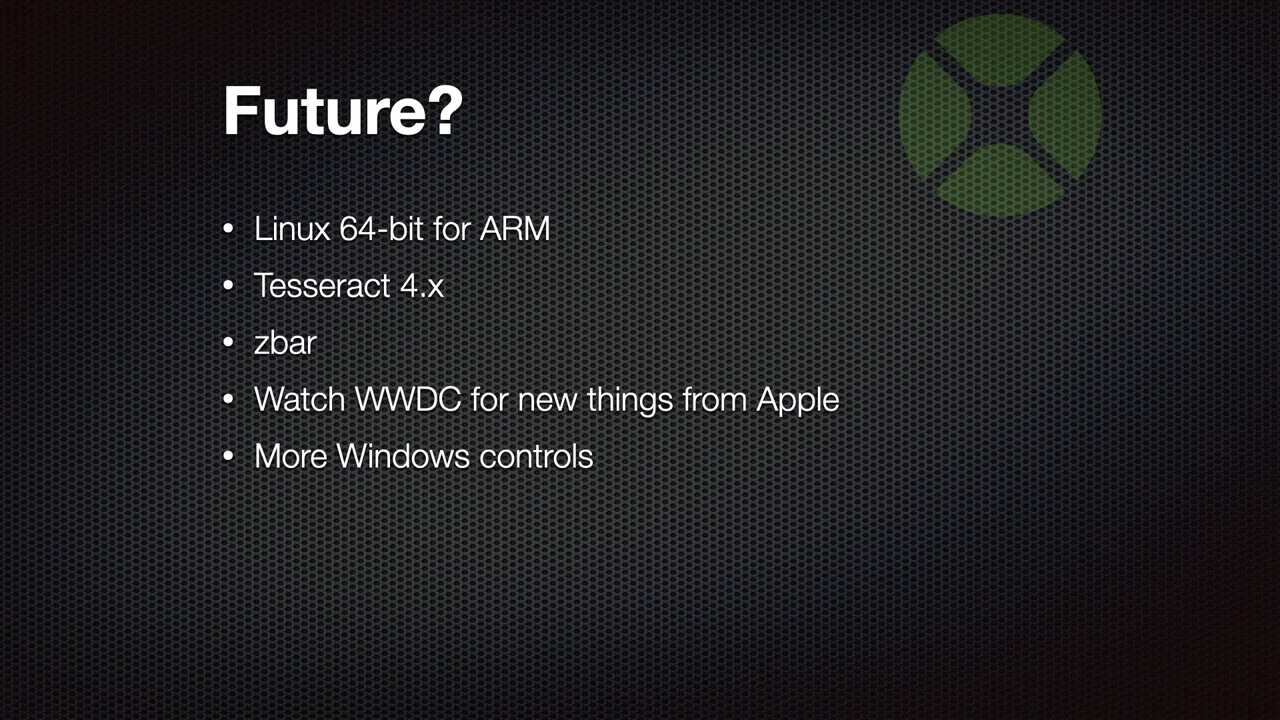 Future?
• Linux 64-bit for ARM
• Tesseract 4.x
• zbar
• Watch WWDC for new things from Apple
• More Windows controls